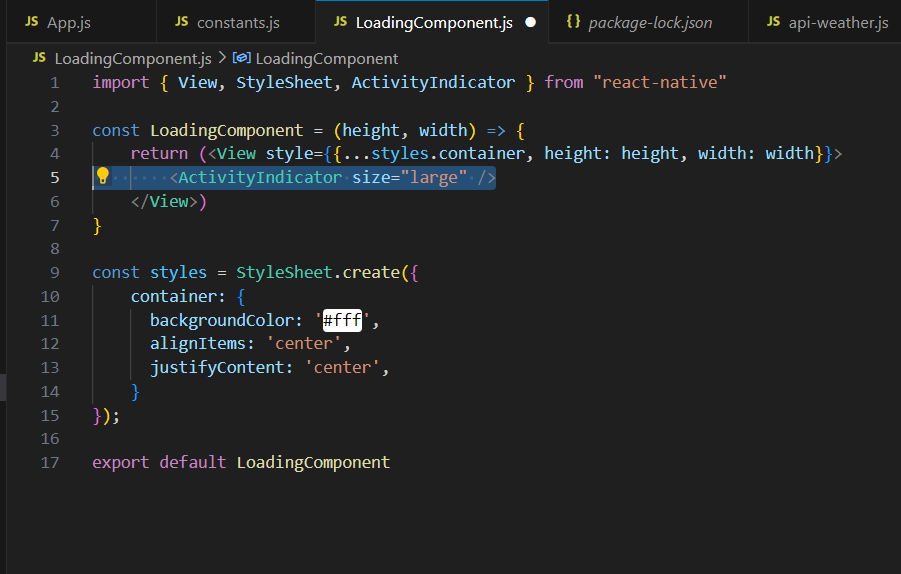 JS App.js JS constants.js JS LoadingComponent.js {} package-lock.json JS api-weather.js
JS LoadingComponent.js > LoadingComponent
1 import { View, StyleSheet, ActivityIndicator } from "react-native"
2
3 const LoadingComponent = (height, width) => {
4 return (<View style={{...styles.container, height: height, width: width}}>
5 <ActivityIndicator size="large" />
6 </View>)
7 }
8
9 const styles = StyleSheet.create({
10 container: {
11 backgroundColor: '#fff',
12 alignItems: 'center',
13 justifyContent: 'center',
14 }
15 });
16
17 export default LoadingComponent